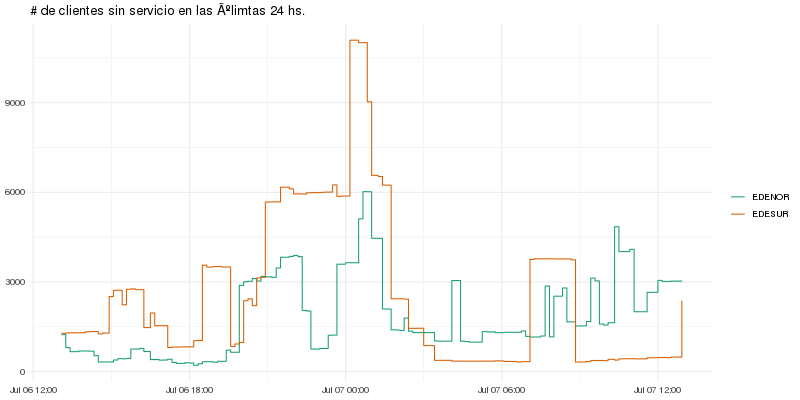 # de clientes sin servicio en las Ãºlimtas 24 hs.
9000
6000
3000
0
Jul 06 12:00
Jul 06 18:00
Jul 07 00:00
Jul 07 06:00
Jul 07 12:00
EDENOR
EDESUR